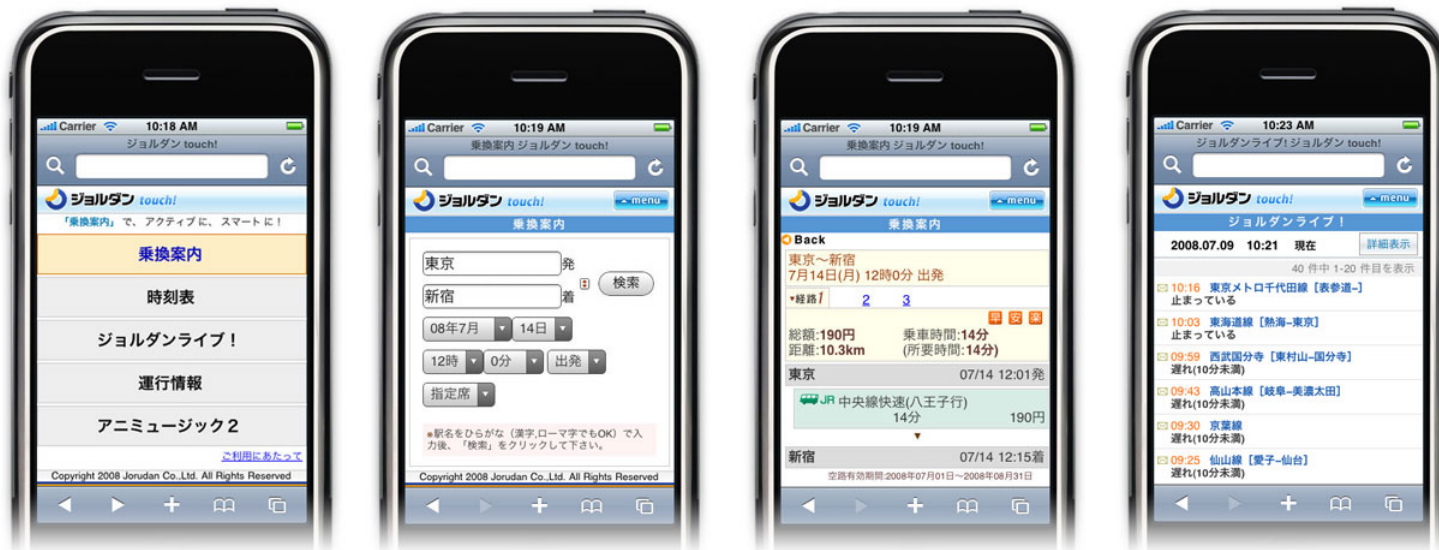 Carrier 10:18 AM
ジョルダン touch!
ジョルダン touch!
「乗換案内」で、アクティブに、スマートに！
乗換案内
時刻表
ジョルダンライブ！
運行情報
アニミュージック２
ご利用にあたって
Copyright 2008 Jorudan Co.,Ltd. All Rights Reserved
Carrier 10:19 AM
乗換案内 ジョルダン touch!
ジョルダン touch! menu
乗換案内
東京 発
新宿 着
検索
08年7月 14日
12時 0分 出発
指定席
※駅名をひらがな（漢字,ローマ字でもOK）で入
力後、「検索」をクリックして下さい。
Copyright 2008 Jorudan Co.,Ltd. All Rights Reserved
Carrier 10:19 AM
乗換案内 ジョルダン touch!
ジョルダン touch! menu
乗換案内
Back
東京〜新宿
7月14日(月) 12時0分 出発
▼経路1 2 3
早 安 楽
総額:190円 乗車時間:14分
距離:10.3km (所要時間:14分)
東京 07/14 12:01発
JR 中央線快速(八王子行)
14分 190円
▼
新宿 07/14 12:15着
空路有効期間:2008年07月01日〜2008年08月31日
Carrier 10:23 AM
ジョルダンライブ! ジョルダン touch!
ジョルダン touch! menu
ジョルダンライブ！
2008.07.09 10:21 現在 詳細表示
40 件中 1-20 件目を表示
10:16 東京メトロ千代田線［表参道-］
止まっている
10:03 東海道線［熱海-東京］
止まっている
09:59 西武国分寺［東村山-国分寺］
遅れ(10分未満)
09:43 高山本線［岐阜-美濃太田］
遅れ(10分未満)
09:30 京葉線
遅れ(10分未満)
09:25 仙山線［愛子-仙台］
遅れ(10分未満)